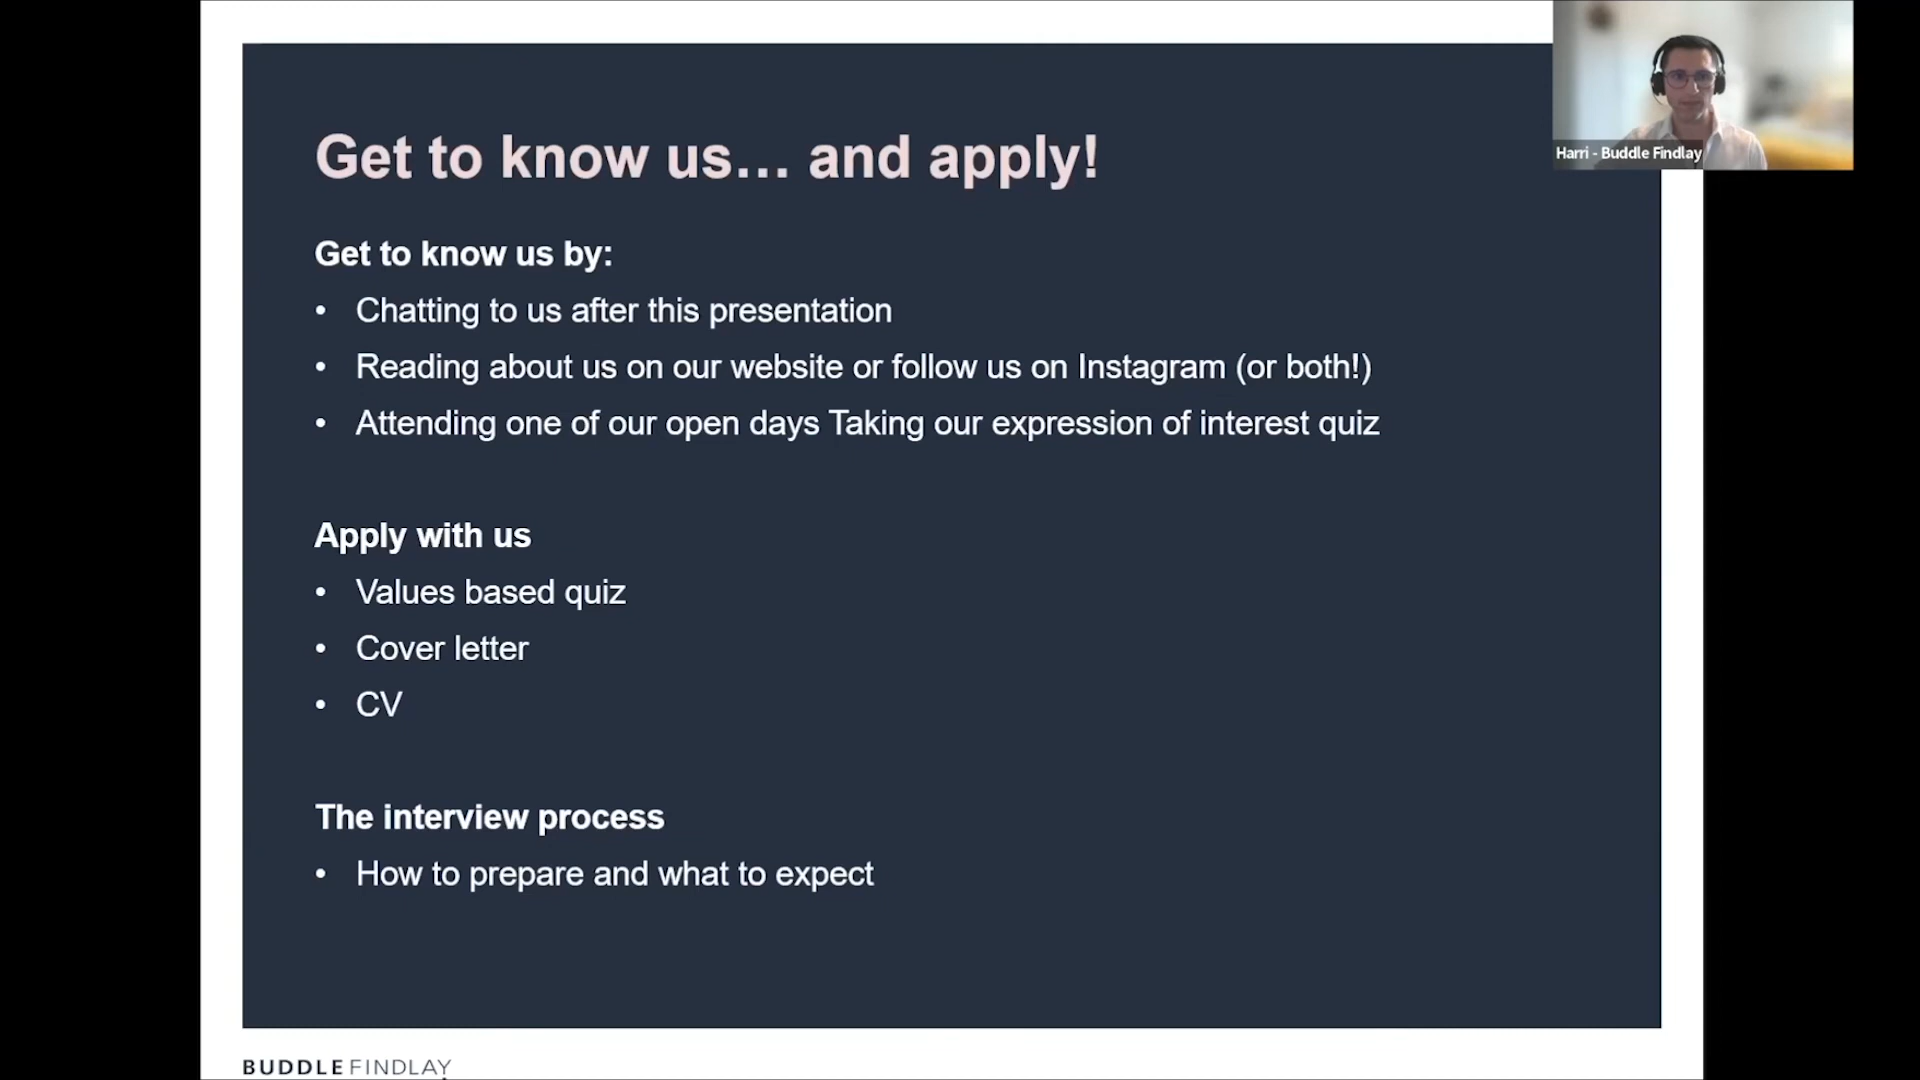 Get to know us... and apply!
Harri - Buddle Findlay
Get to know us by:
• Chatting to us after this presentation
• Reading about us on our website or follow us on Instagram (or both!)
• Attending one of our open days Taking our expression of interest quiz
Apply with us
• Values based quiz
• Cover letter
• CV
The interview process
• How to prepare and what to expect
BUDDLE FINDLAY